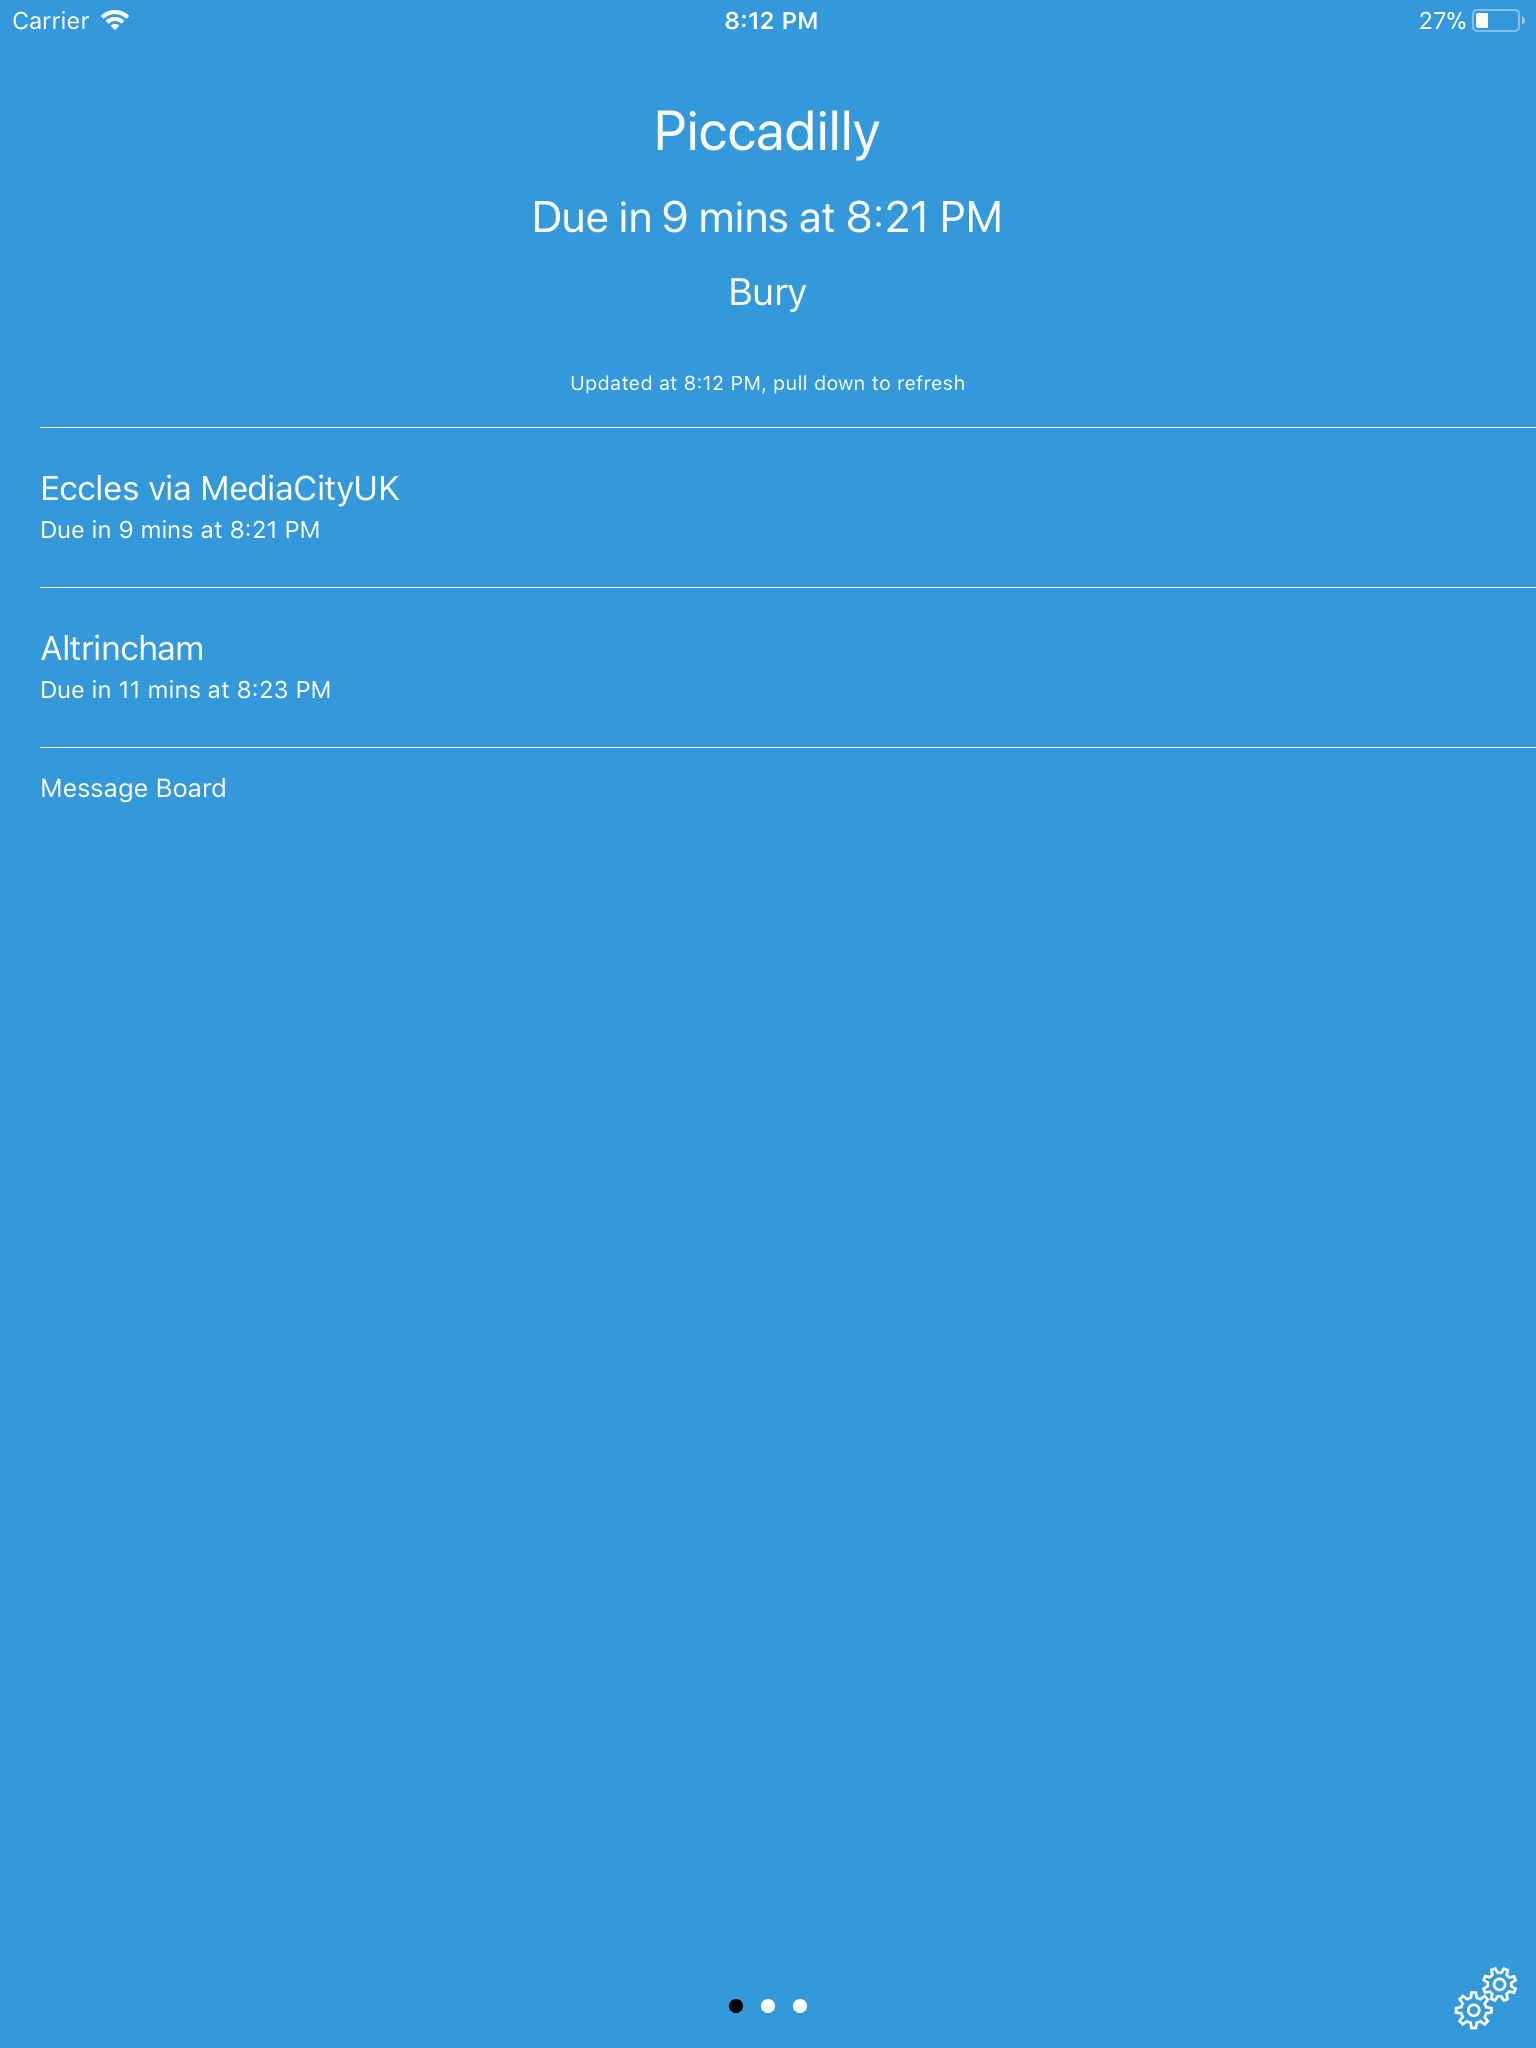 Carrier
8:12 PM
27%
Piccadilly
Due in 9 mins at 8:21 PM
Bury
Updated at 8:12 PM, pull down to refresh
Eccles via MediaCityUK
Due in 9 mins at 8:21 PM
Altrincham
Due in 11 mins at 8:23 PM
Message Board